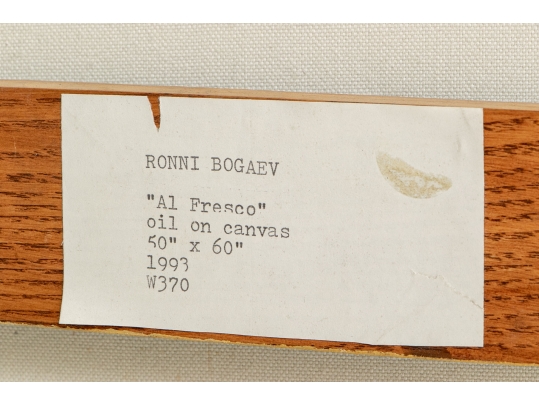 RONNI BOGAEV
"Al Fresco"
oil on canvas
50" x 60"
1993
W370